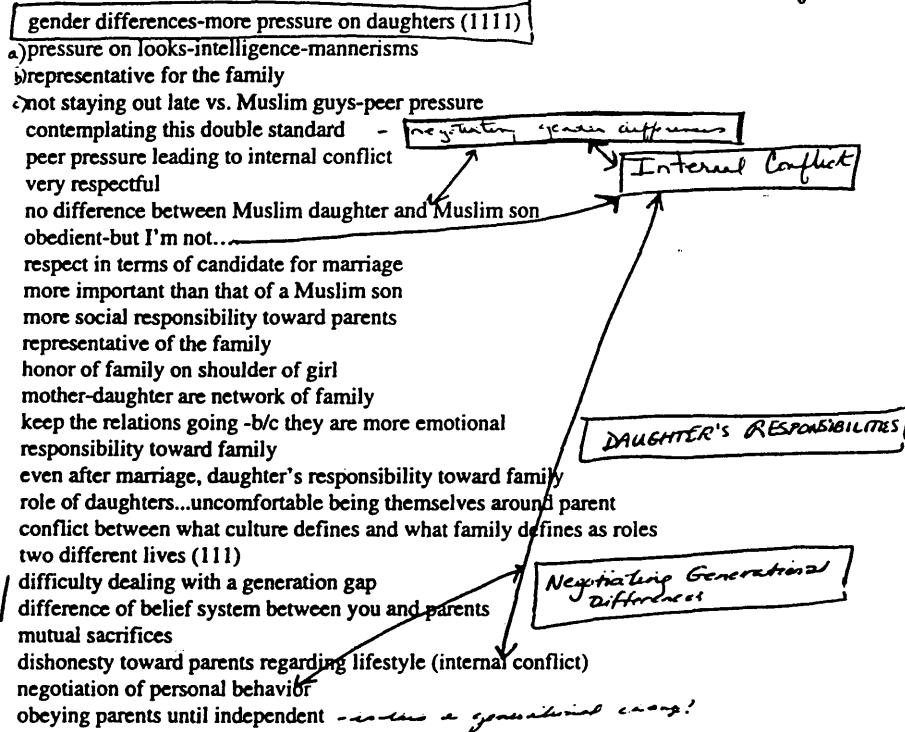 gender differences-more pressure on daughters (1111)
a) pressure on looks-intelligence-mannerisms
b) representative for the family
c) not staying out late vs. Muslim guys-peer pressure
contemplating this double standard - negotiating gender differences
peer pressure leading to internal conflict
Internal Conflict
very respectful
no difference between Muslim daughter and Muslim son
obedient-but I'm not...
respect in terms of candidate for marriage
more important than that of a Muslim son
more social responsibility toward parents
representative of the family
honor of family on shoulder of girl
mother-daughter are network of family
keep the relations going -b/c they are more emotional
DAUGHTER'S RESPONSIBILITIES
responsibility toward family
even after marriage, daughter's responsibility toward family
role of daughters...uncomfortable being themselves around parent
conflict between what culture defines and what family defines as roles
two different lives (111)
difficulty dealing with a generation gap
Negotiating Generational
Differences
difference of belief system between you and parents
mutual sacrifices
dishonesty toward parents regarding lifestyle (internal conflict)
negotiation of personal behavior
obeying parents until independent - is this a generational